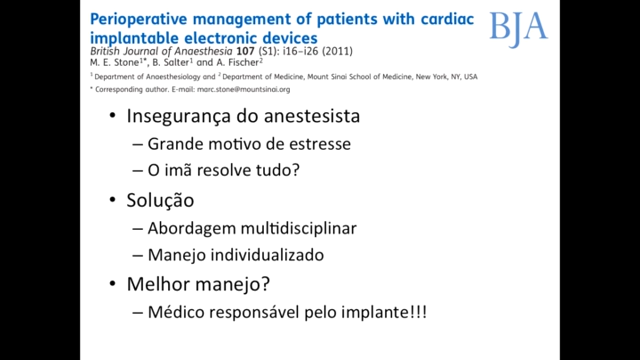 Perioperative management of patients with cardiac
implantable electronic devices
BJA
British Journal of Anaesthesia 107 (S1): i16–i26 (2011)
M. E. Stone1*, B. Salter1 and A. Fischer2
1 Department of Anaesthesiology and 2 Department of Medicine, Mount Sinai School of Medicine, New York, NY, USA
* Corresponding author. E-mail: marc.stone@mountsinai.org
• Insegurança do anestesista
– Grande motivo de estresse
– O imã resolve tudo?
• Solução
– Abordagem multidisciplinar
– Manejo individualizado
• Melhor manejo?
– Médico responsável pelo implante!!!